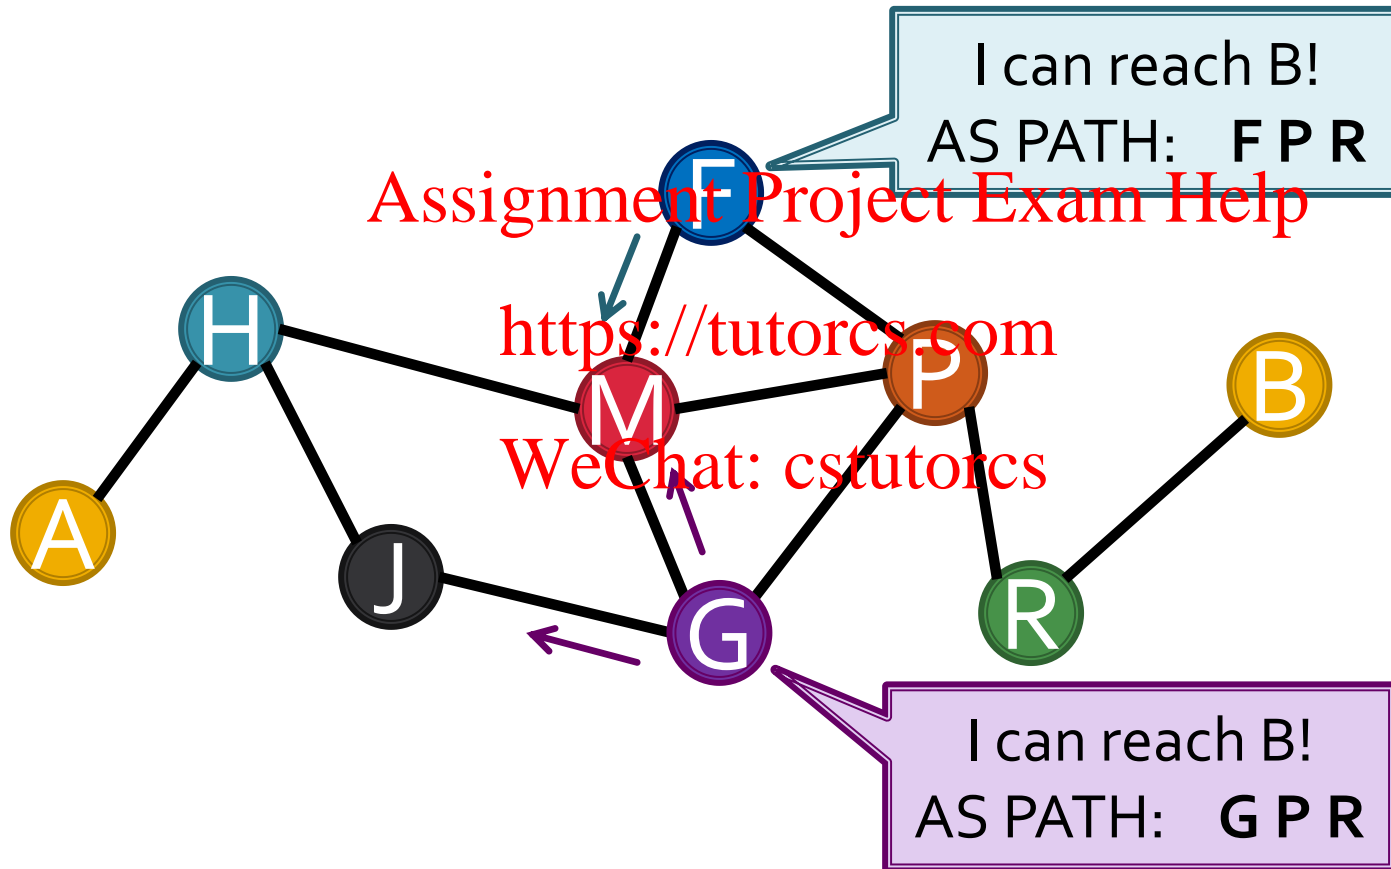 I can reach B!
AS PATH: F P R
F
Assignment Project Exam Help
H
https://tutorcs.com
M
P
B
WeChat: cstutorcs
A
J
G
R
I can reach B!
AS PATH: G P R